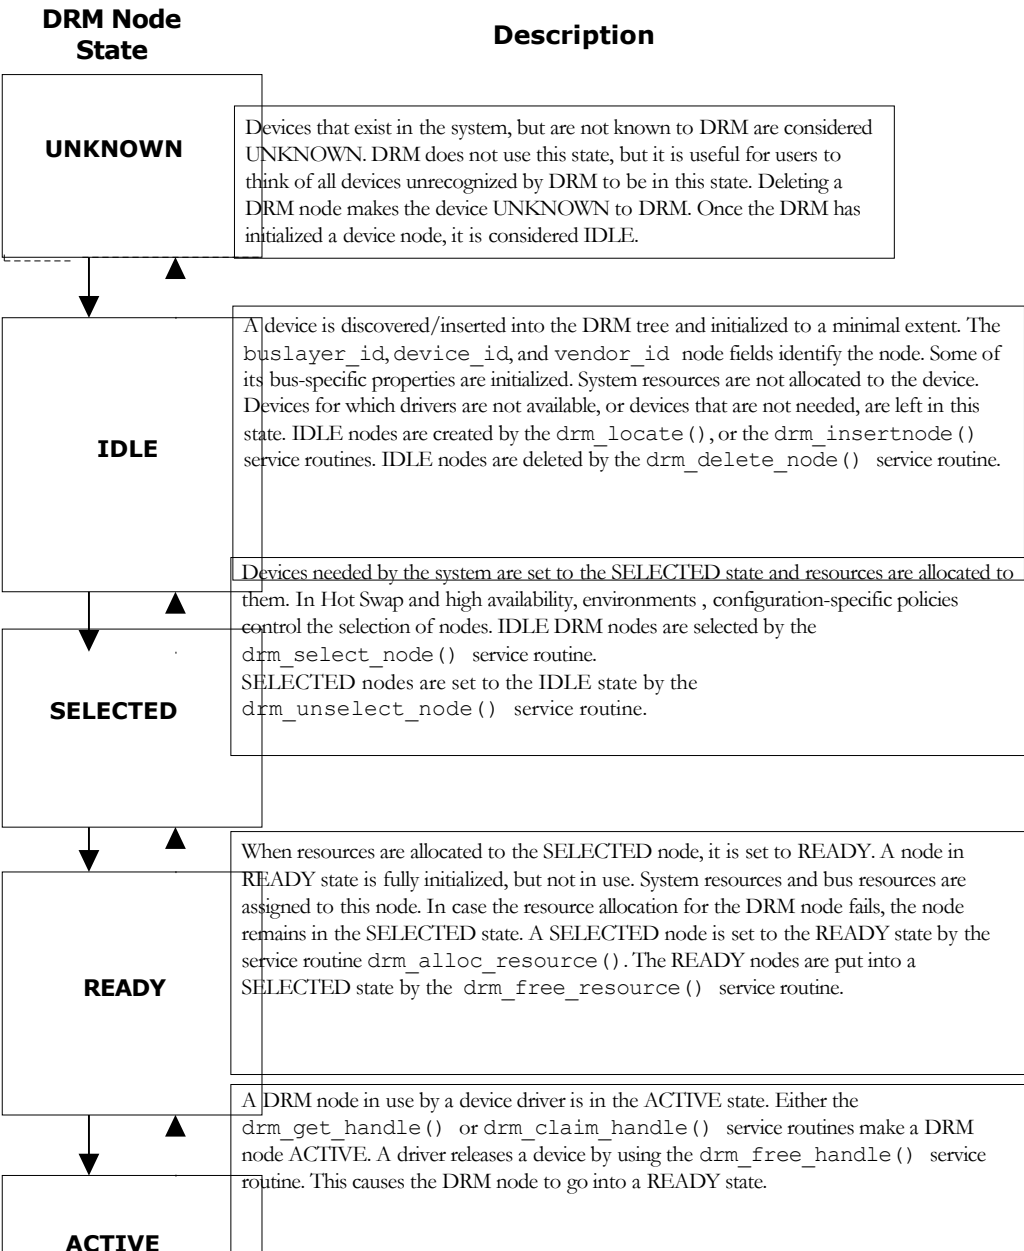 DRM Node
State
Description
UNKNOWN
Devices that exist in the system, but are not known to DRM are considered
UNKNOWN. DRM does not use this state, but it is useful for users to
think of all devices unrecognized by DRM to be in this state. Deleting a
DRM node makes the device UNKNOWN to DRM. Once the DRM has
initialized a device node, it is considered IDLE.
IDLE
A device is discovered/inserted into the DRM tree and initialized to a minimal extent. The
buslayer_id, device_id, and vendor_id node fields identify the node. Some of
its bus-specific properties are initialized. System resources are not allocated to the device.
Devices for which drivers are not available, or devices that are not needed, are left in this
state. IDLE nodes are created by the drm_locate(), or the drm_insertnode()
service routines. IDLE nodes are deleted by the drm_delete_node() service routine.
SELECTED
Devices needed by the system are set to the SELECTED state and resources are allocated to
them. In Hot Swap and high availability, environments , configuration-specific policies
control the selection of nodes. IDLE DRM nodes are selected by the
drm_select_node() service routine.
SELECTED nodes are set to the IDLE state by the
drm_unselect_node() service routine.
READY
When resources are allocated to the SELECTED node, it is set to READY. A node in
READY state is fully initialized, but not in use. System resources and bus resources are
assigned to this node. In case the resource allocation for the DRM node fails, the node
remains in the SELECTED state. A SELECTED node is set to the READY state by the
service routine drm_alloc_resource(). The READY nodes are put into a
SELECTED state by the drm_free_resource() service routine.
ACTIVE
A DRM node in use by a device driver is in the ACTIVE state. Either the
drm_get_handle() or drm_claim_handle() service routines make a DRM
node ACTIVE. A driver releases a device by using the drm_free_handle() service
routine. This causes the DRM node to go into a READY state.